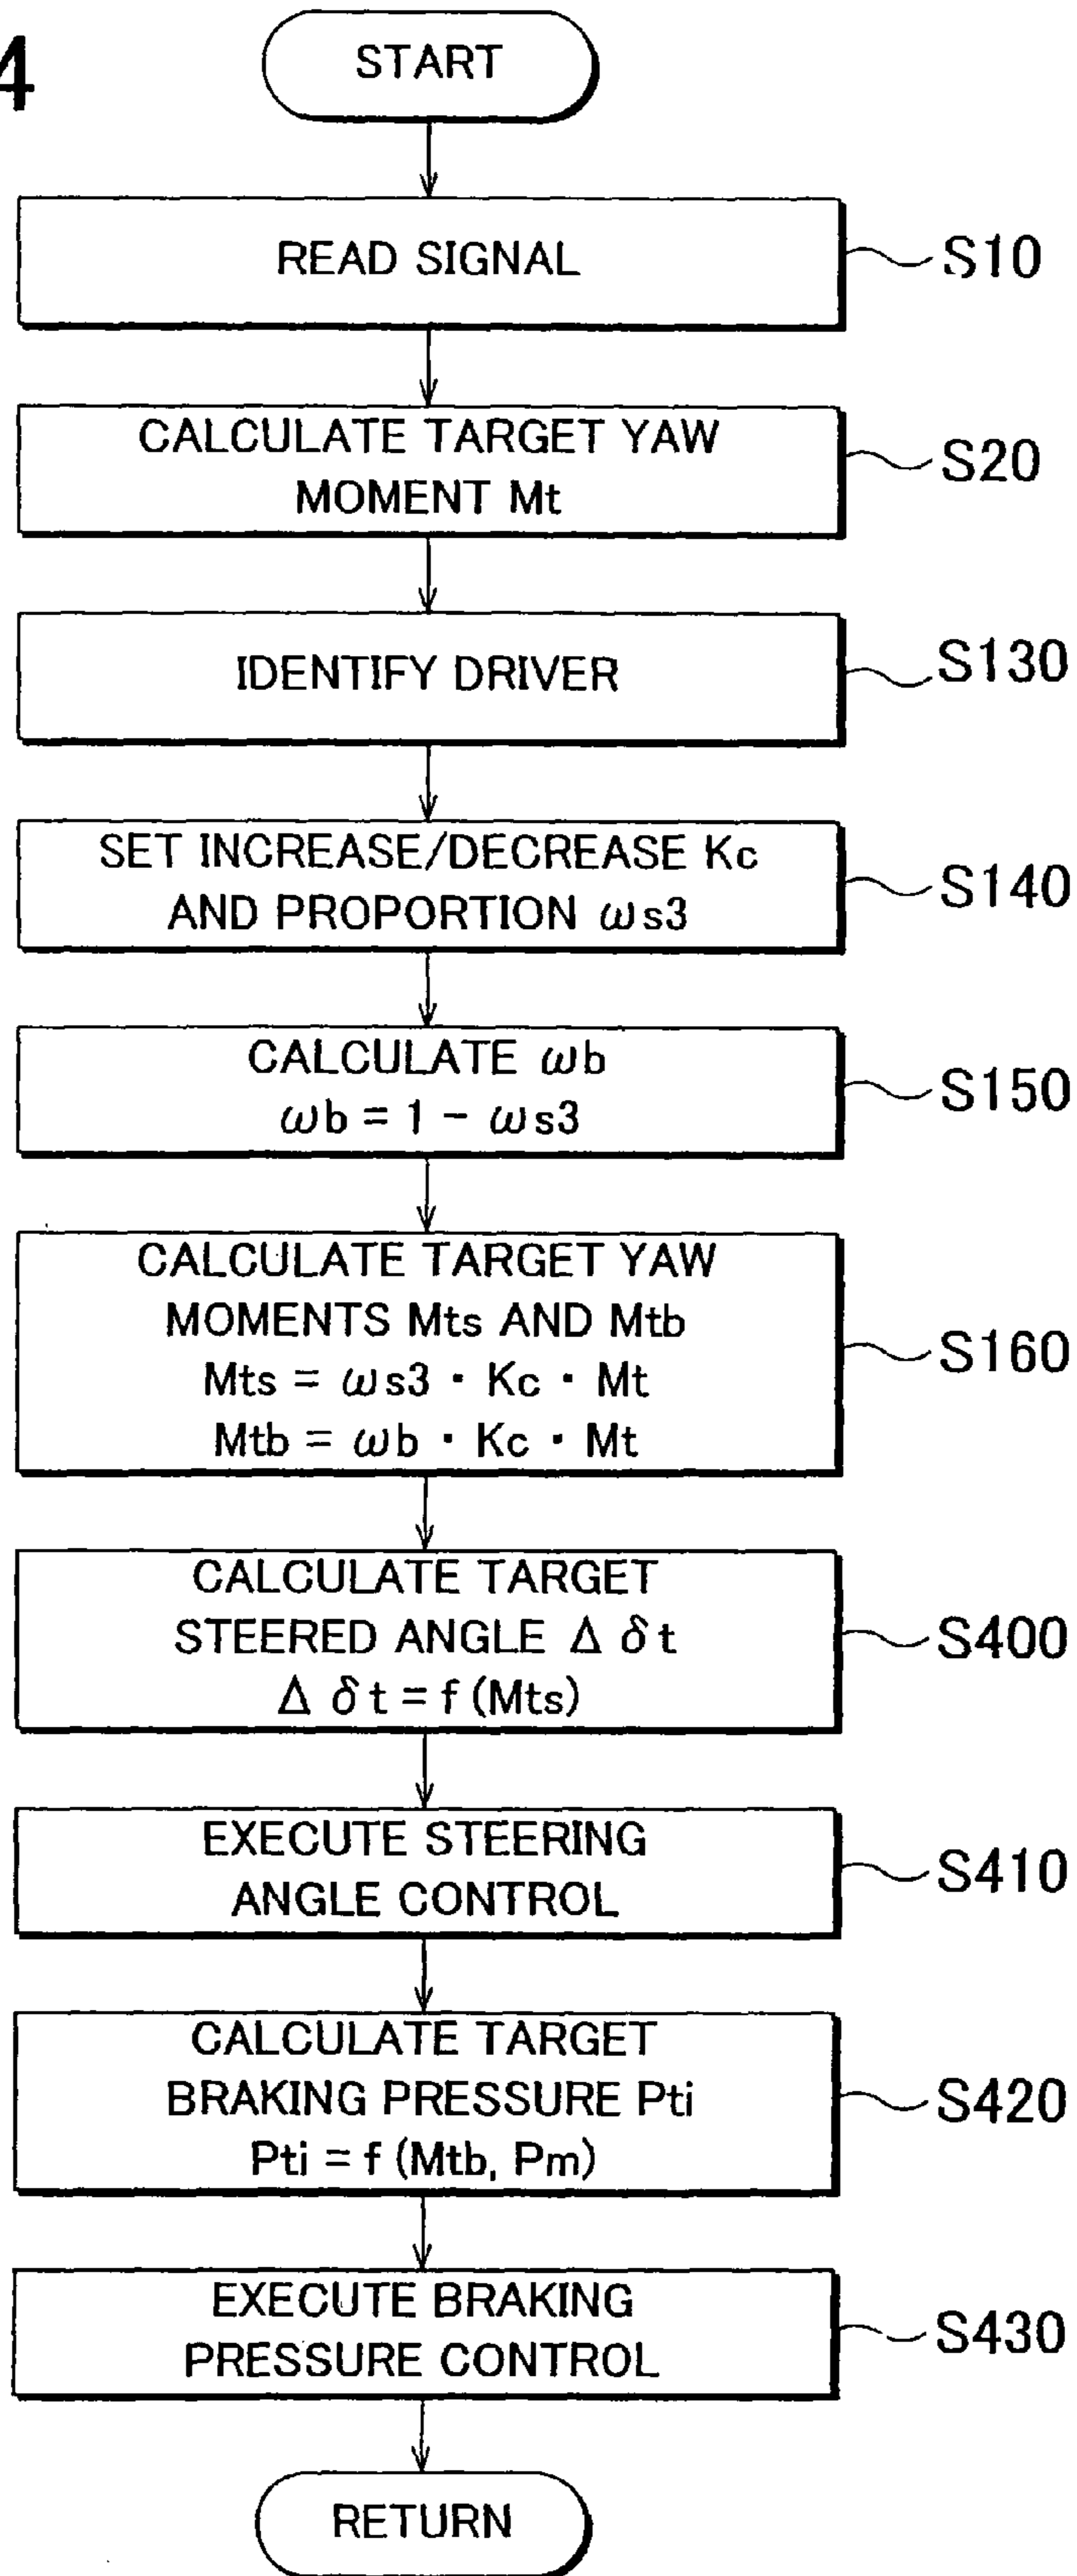 4
START
READ SIGNAL
S10
CALCULATE TARGET YAW
MOMENT Mt
S20
IDENTIFY DRIVER
S130
SET INCREASE/DECREASE Kc
AND PROPORTION ωs3
S140
CALCULATE ωb
ωb = 1 − ωs3
S150
CALCULATE TARGET YAW
MOMENTS Mts AND Mtb
Mts = ωs3 · Kc · Mt
Mtb = ωb · Kc · Mt
S160
CALCULATE TARGET
STEERED ANGLE Δ δ t
Δ δ t = f (Mts)
S400
EXECUTE STEERING
ANGLE CONTROL
S410
CALCULATE TARGET
BRAKING PRESSURE Pti
Pti = f (Mtb, Pm)
S420
EXECUTE BRAKING
PRESSURE CONTROL
S430
RETURN